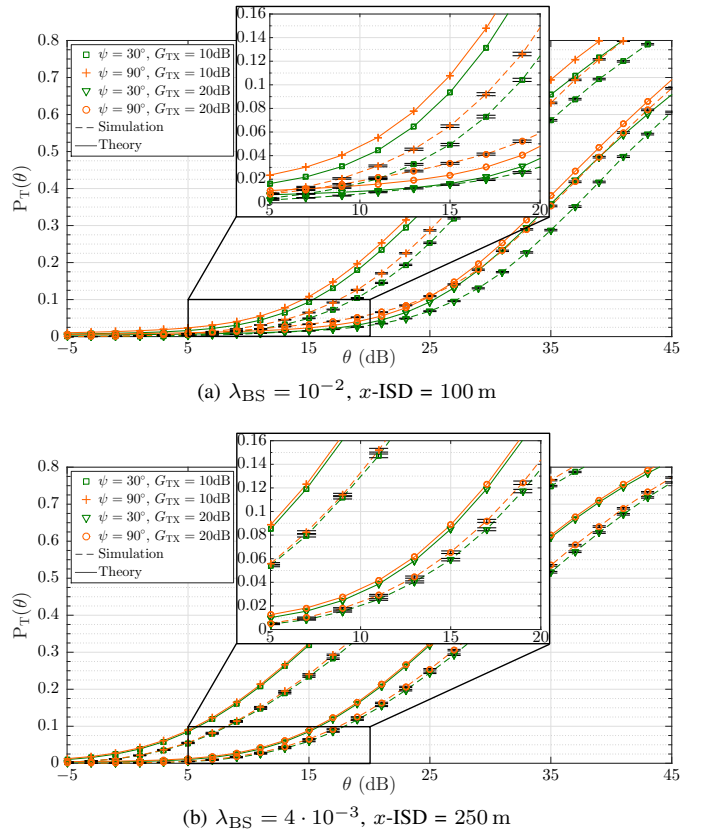 0.8
0.7
0.6
0.5
0.4
0.3
0.2
0.1
0
P_T(θ)
ψ = 30°, G_TX = 10dB
ψ = 90°, G_TX = 10dB
ψ = 30°, G_TX = 20dB
ψ = 90°, G_TX = 20dB
Simulation
Theory
0.16
0.14
0.12
0.1
0.08
0.06
0.04
0.02
0
5 10 15 20
−5 5 15 25 35 45
θ (dB)
(a) λ_BS = 10⁻², x-ISD = 100 m
0.8
0.7
0.6
0.5
0.4
0.3
0.2
0.1
0
P_T(θ)
ψ = 30°, G_TX = 10dB
ψ = 90°, G_TX = 10dB
ψ = 30°, G_TX = 20dB
ψ = 90°, G_TX = 20dB
Simulation
Theory
0.16
0.14
0.12
0.1
0.08
0.06
0.04
0.02
0
5 10 15 20
−5 5 15 25 35 45
θ (dB)
(b) λ_BS = 4 · 10⁻³, x-ISD = 250 m